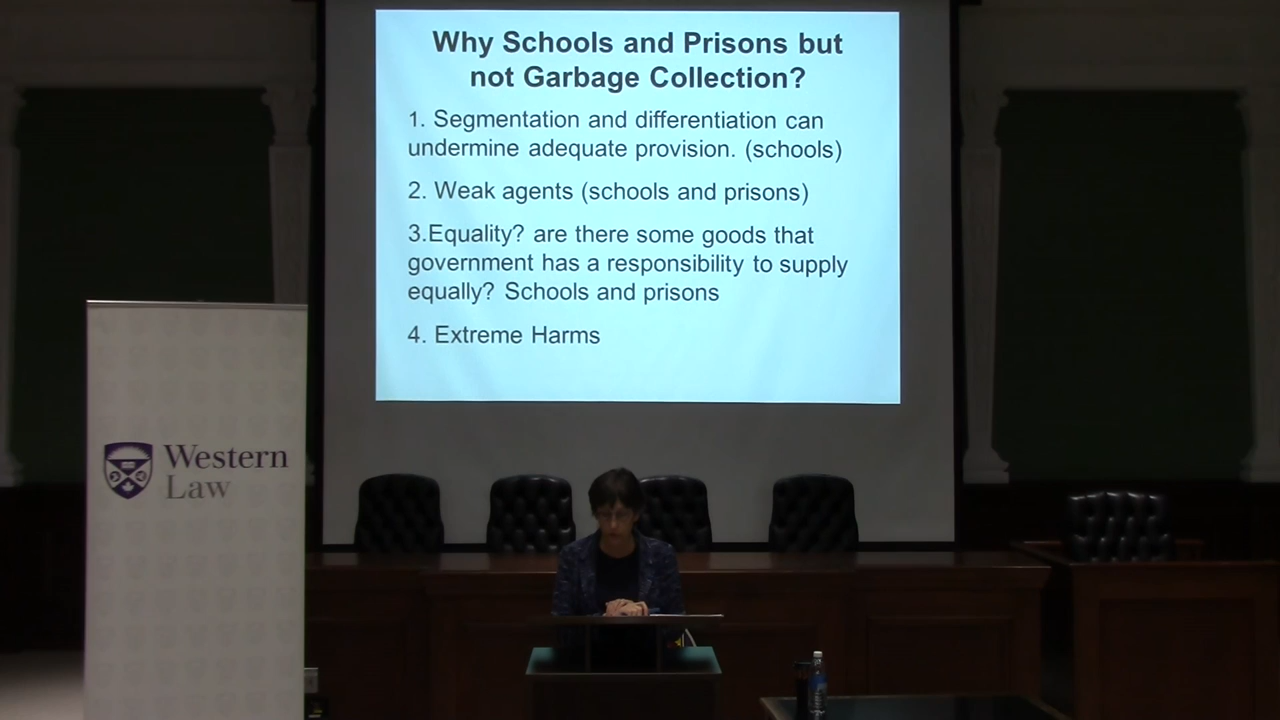 Why Schools and Prisons but
not Garbage Collection?
1. Segmentation and differentiation can
undermine adequate provision. (schools)
2. Weak agents (schools and prisons)
3.Equality? are there some goods that
government has a responsibility to supply
equally? Schools and prisons
4. Extreme Harms
Western
Law